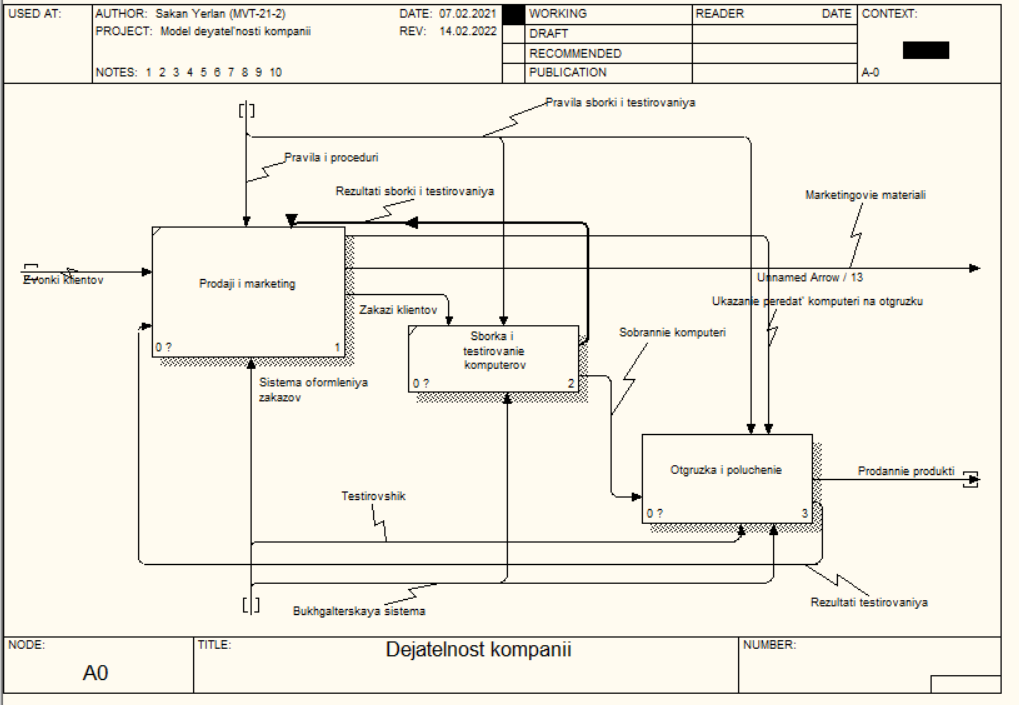 USED AT:
AUTHOR: Sakan Yerlan (MVT-21-2)
DATE: 07.02.2021
WORKING
READER
DATE
CONTEXT:
PROJECT: Model deyatel'nosti kompanii
REV: 14.02.2022
DRAFT
RECOMMENDED
NOTES: 1 2 3 4 5 6 7 8 9 10
PUBLICATION
A-0
Pravila sborki i testirovaniya
Pravila i proceduri
Rezultati sborki i testirovaniya
Marketingovie materiali
Zvonki klientov
Prodaji i marketing
0 ?
1
Unnamed Arrow / 13
Ukazanie peredat' komputeri na otgruzku
Zakazi klientov
Sborka i
testirovanie
komputerov
0 ?
2
Sobrannie komputeri
Sistema oformleniya
zakazov
Otgruzka i poluchenie
0 ?
3
Prodannie produkti
Testirovshik
Bukhgalterskaya sistema
Rezultati testirovaniya
NODE:
A0
TITLE:
Dejatelnost kompanii
NUMBER: